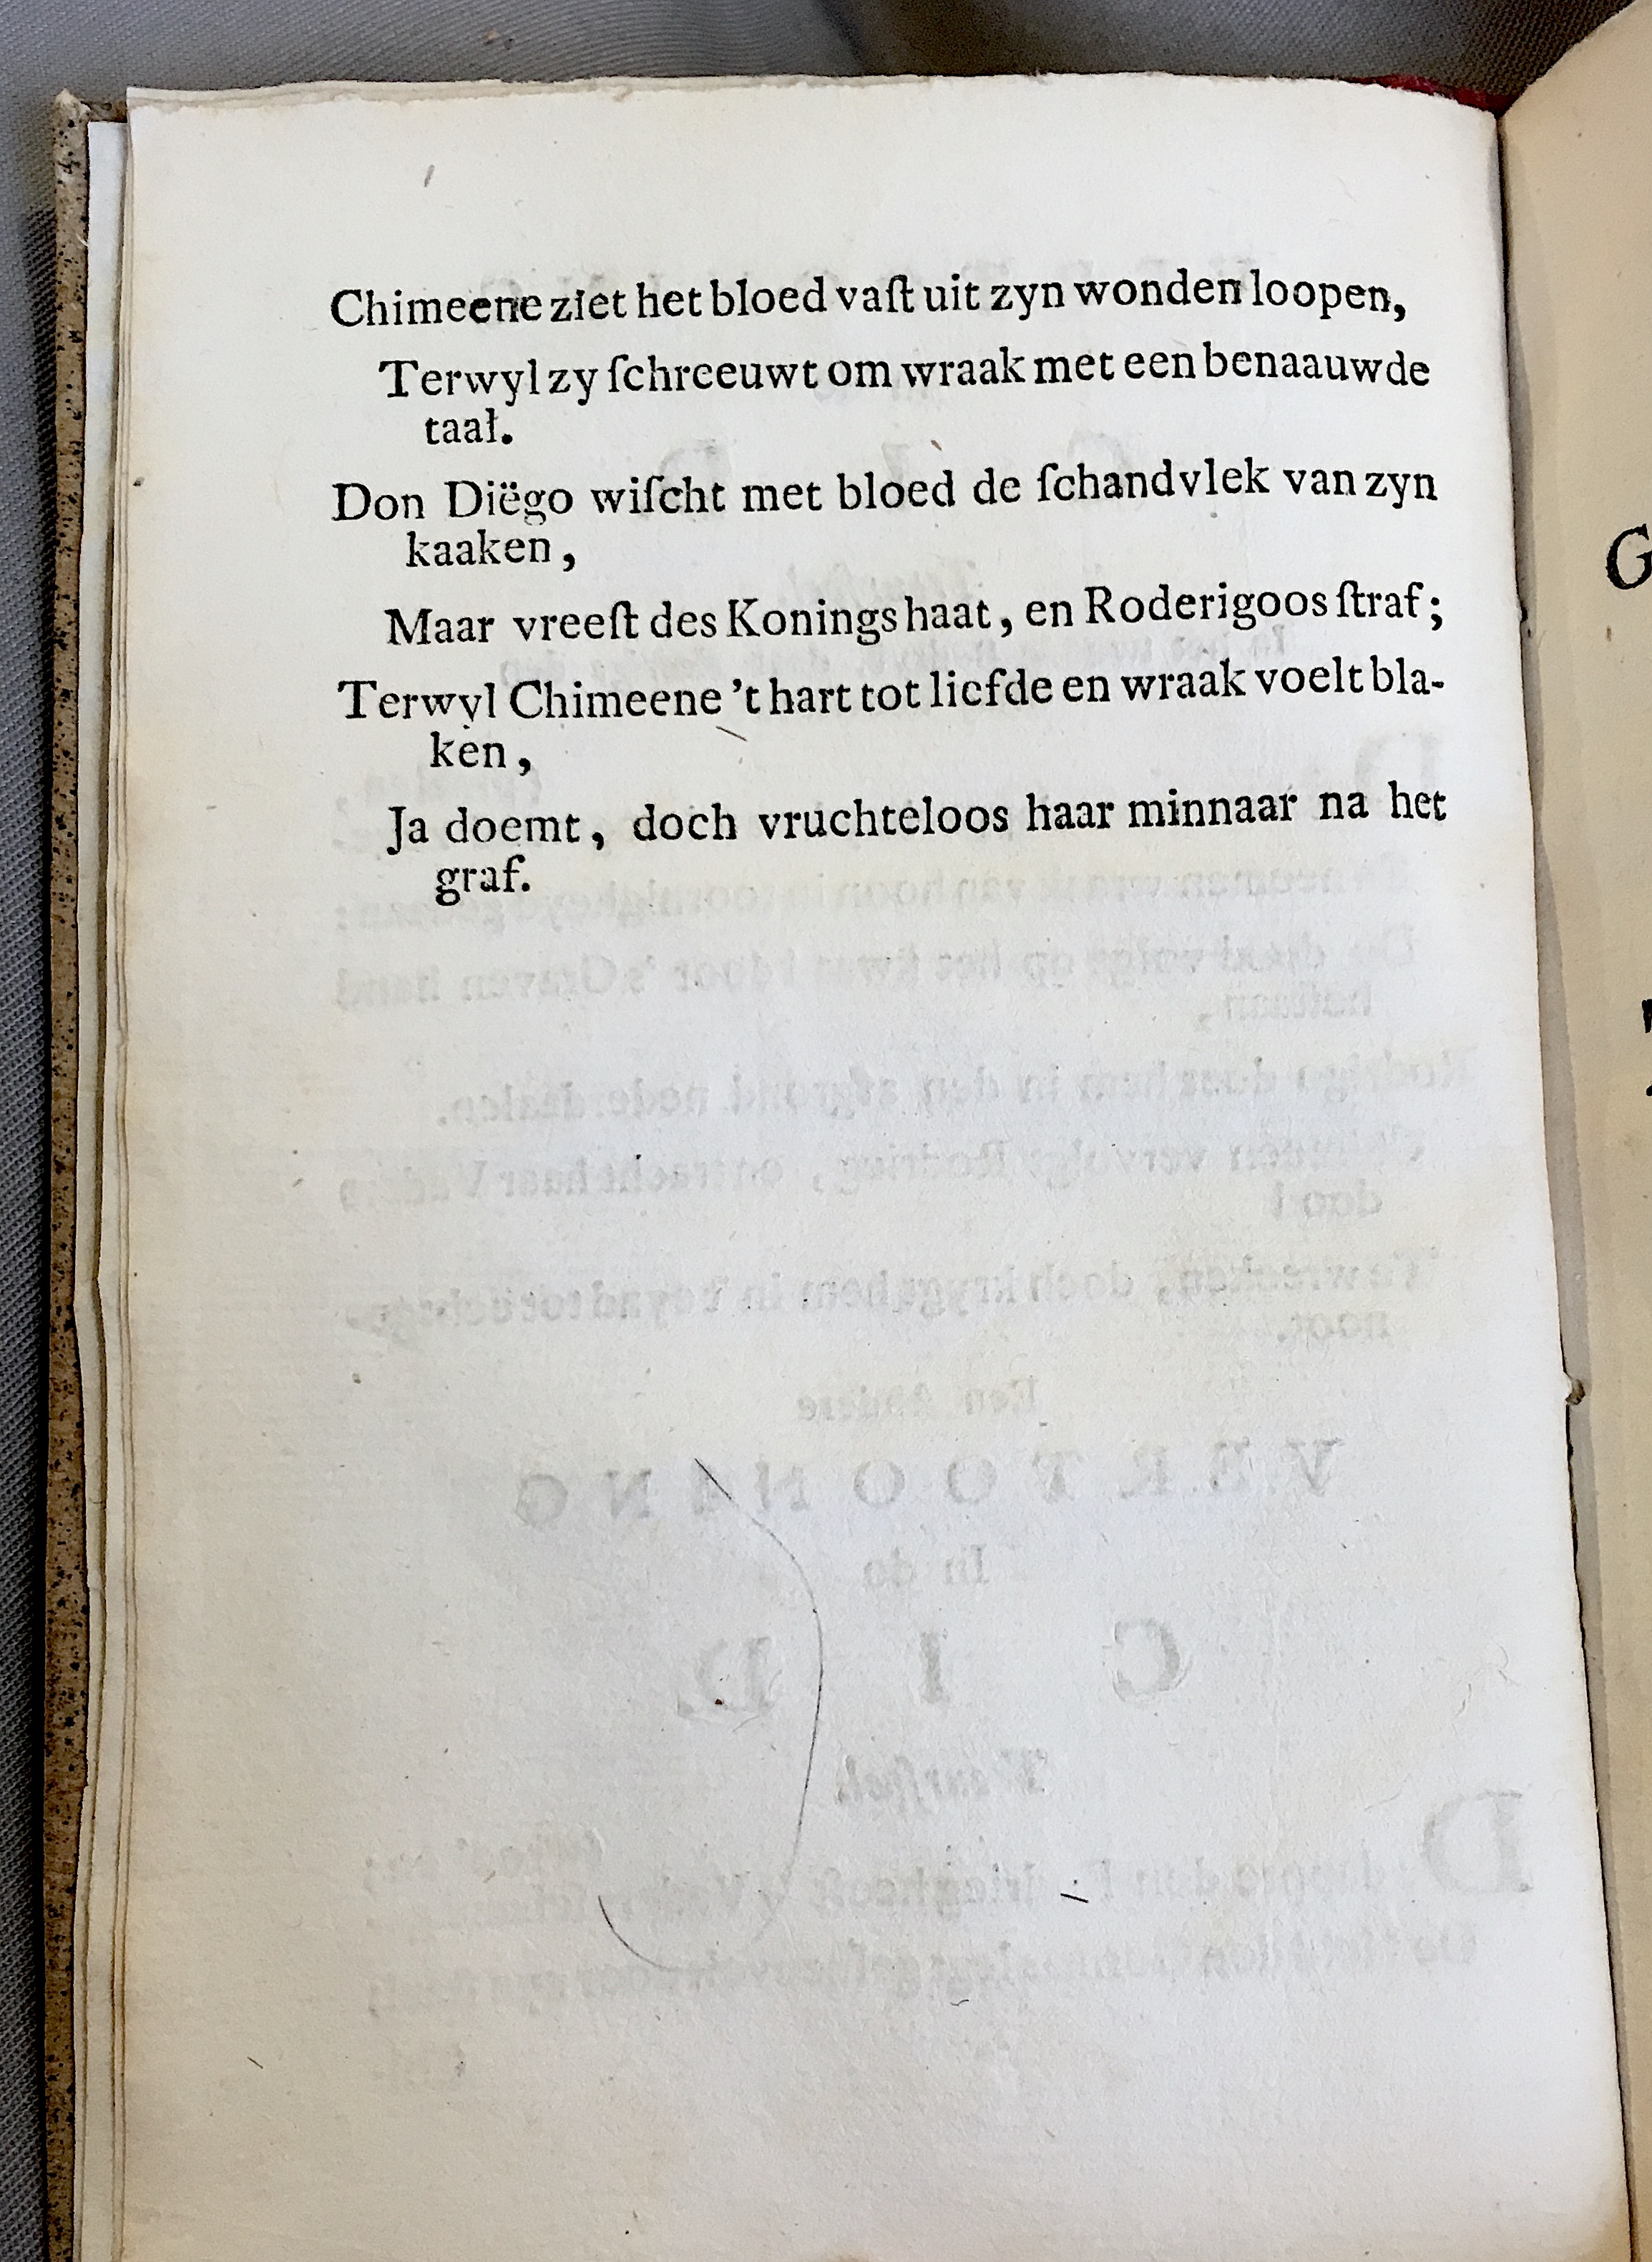 Chimeene ziet het bloed vaſt uit zyn wonden loopen,
Terwyl zy ſchreeuwt om wraak met een benaauwde
taal.
Don Diëgo wiſcht met bloed de ſchandvlek van zyn
kaaken,
Maar vreeſt des Konings haat, en Roderigoos ſtraf;
Terwyl Chimeene 't hart tot liefde en wraak voelt bla-
ken,
Ja doemt, doch vruchteloos haar minnaar na het
graf.
G